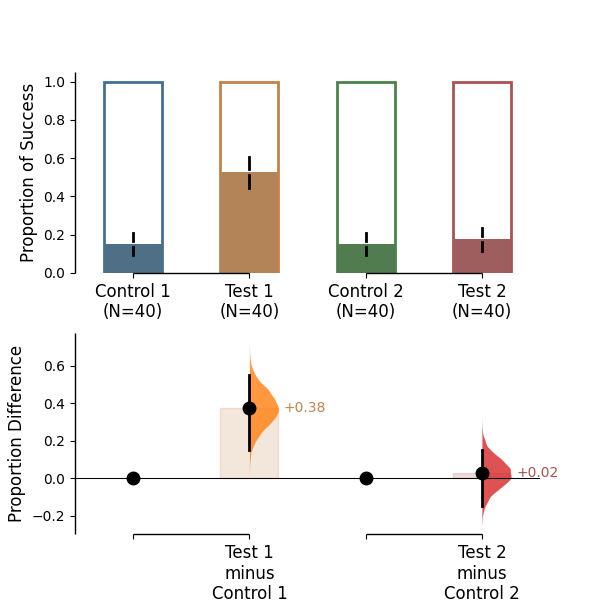 Proportion of Success
1.0
0.8
0.6
0.4
0.2
0.0
Control 1
(N=40)
Test 1
(N=40)
Control 2
(N=40)
Test 2
(N=40)
Proportion Difference
0.6
0.4
0.2
0.0
−0.2
+0.38
+0.02
Test 1
minus
Control 1
Test 2
minus
Control 2